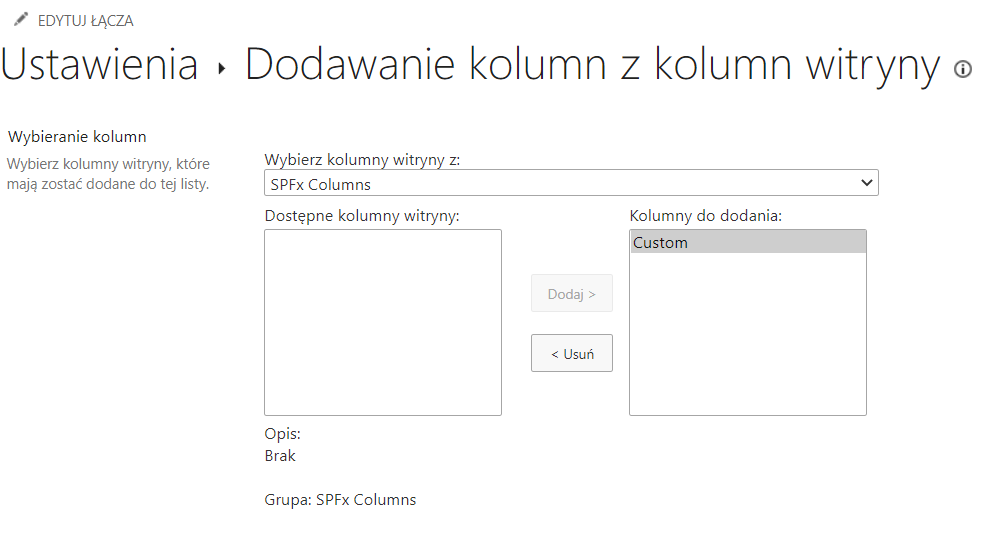 EDYTUJ ŁĄCZA
Ustawienia ▸ Dodawanie kolumn z kolumn witryny
Wybieranie kolumn
Wybierz kolumny witryny, które
mają zostać dodane do tej listy.
Wybierz kolumny witryny z:
SPFx Columns
Dostępne kolumny witryny:
Kolumny do dodania:
Custom
Dodaj >
< Usuń
Opis:
Brak
Grupa: SPFx Columns